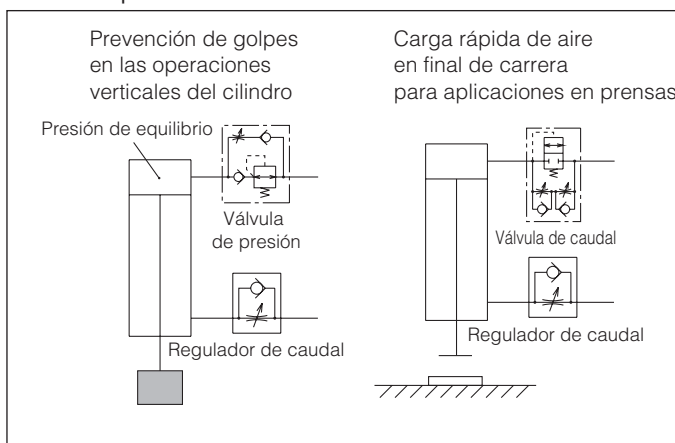 Prevención de golpes
en las operaciones
verticales del cilindro
Presión de equilibrio
Válvula
de presión
Regulador de caudal
Carga rápida de aire
en final de carrera
para aplicaciones en prensas
Válvula de caudal
Regulador de caudal